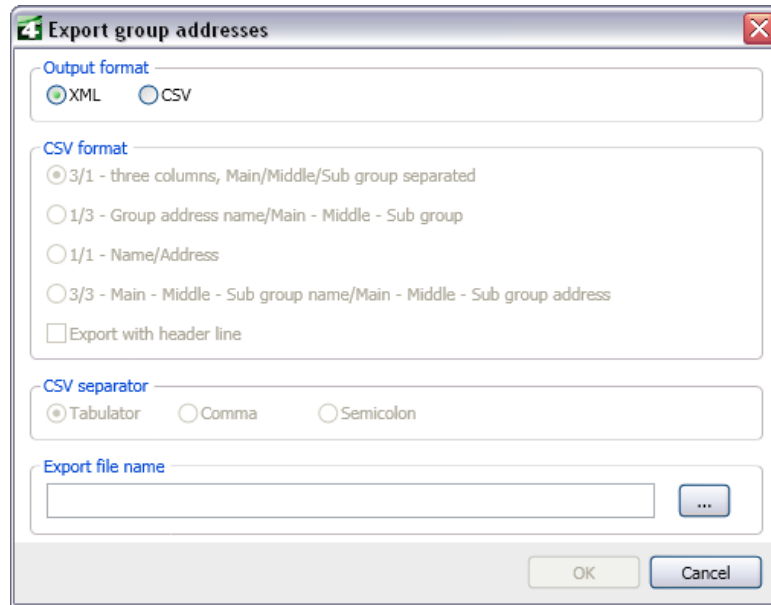 4 Export group addresses
Output format
XML CSV
CSV format
3/1 - three columns, Main/Middle/Sub group separated
1/3 - Group address name/Main - Middle - Sub group
1/1 - Name/Address
3/3 - Main - Middle - Sub group name/Main - Middle - Sub group address
Export with header line
CSV separator
Tabulator Comma Semicolon
Export file name
...
OK Cancel